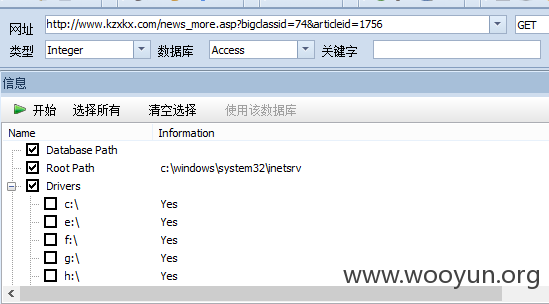 网址 http://www.kzxkx.com/news_more.asp?bigclassid=74&articleid=1756 GET
类型 Integer 数据库 Access 关键字
信息
开始 选择所有 清空选择 使用该数据库
Name Information
Database Path
Root Path c:\windows\system32\inetsrv
Drivers
c:\ Yes
e:\ Yes
f:\ Yes
g:\ Yes
h:\ Yes
www.wooyun.org